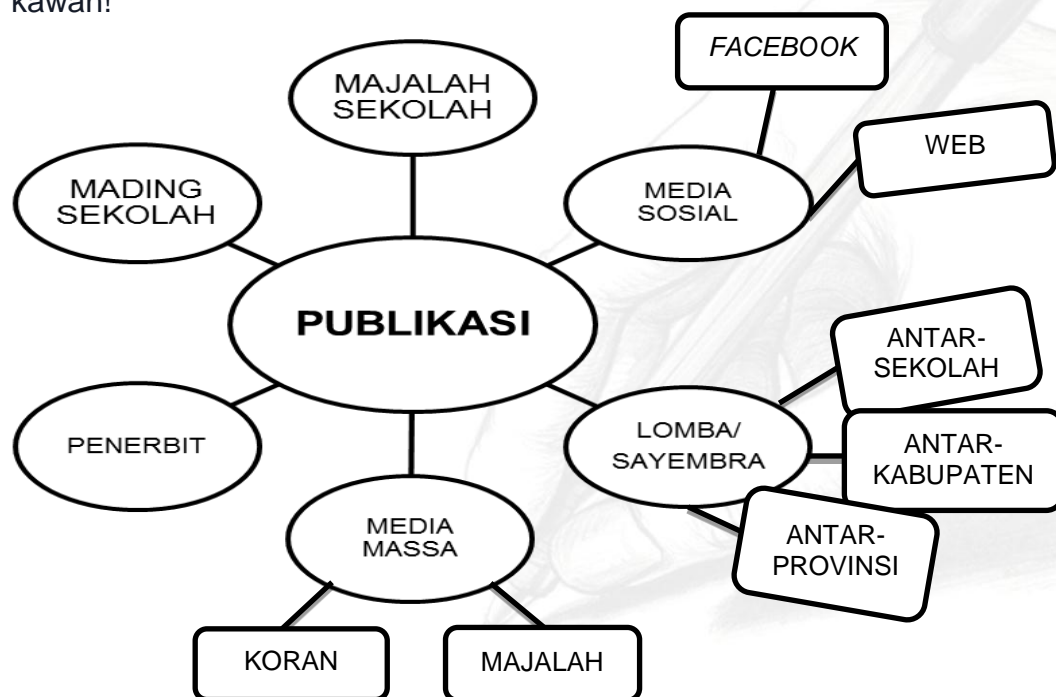 kawan!
FACEBOOK
MAJALAH
SEKOLAH
WEB
MADING
SEKOLAH
MEDIA
SOSIAL
PUBLIKASI
ANTAR-
SEKOLAH
PENERBIT
LOMBA/
SAYEMBRA
ANTAR-
KABUPATEN
MEDIA
MASSA
ANTAR-
PROVINSI
KORAN
MAJALAH